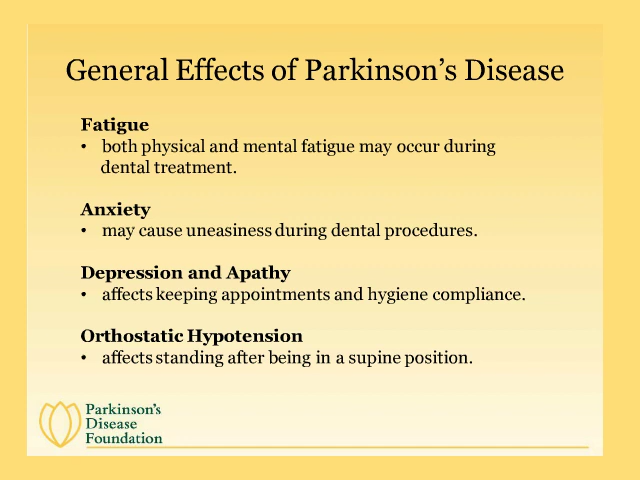 General Effects of Parkinson's Disease
Fatigue
• both physical and mental fatigue may occur during
dental treatment.
Anxiety
• may cause uneasiness during dental procedures.
Depression and Apathy
• affects keeping appointments and hygiene compliance.
Orthostatic Hypotension
• affects standing after being in a supine position.
Parkinson's
Disease
Foundation